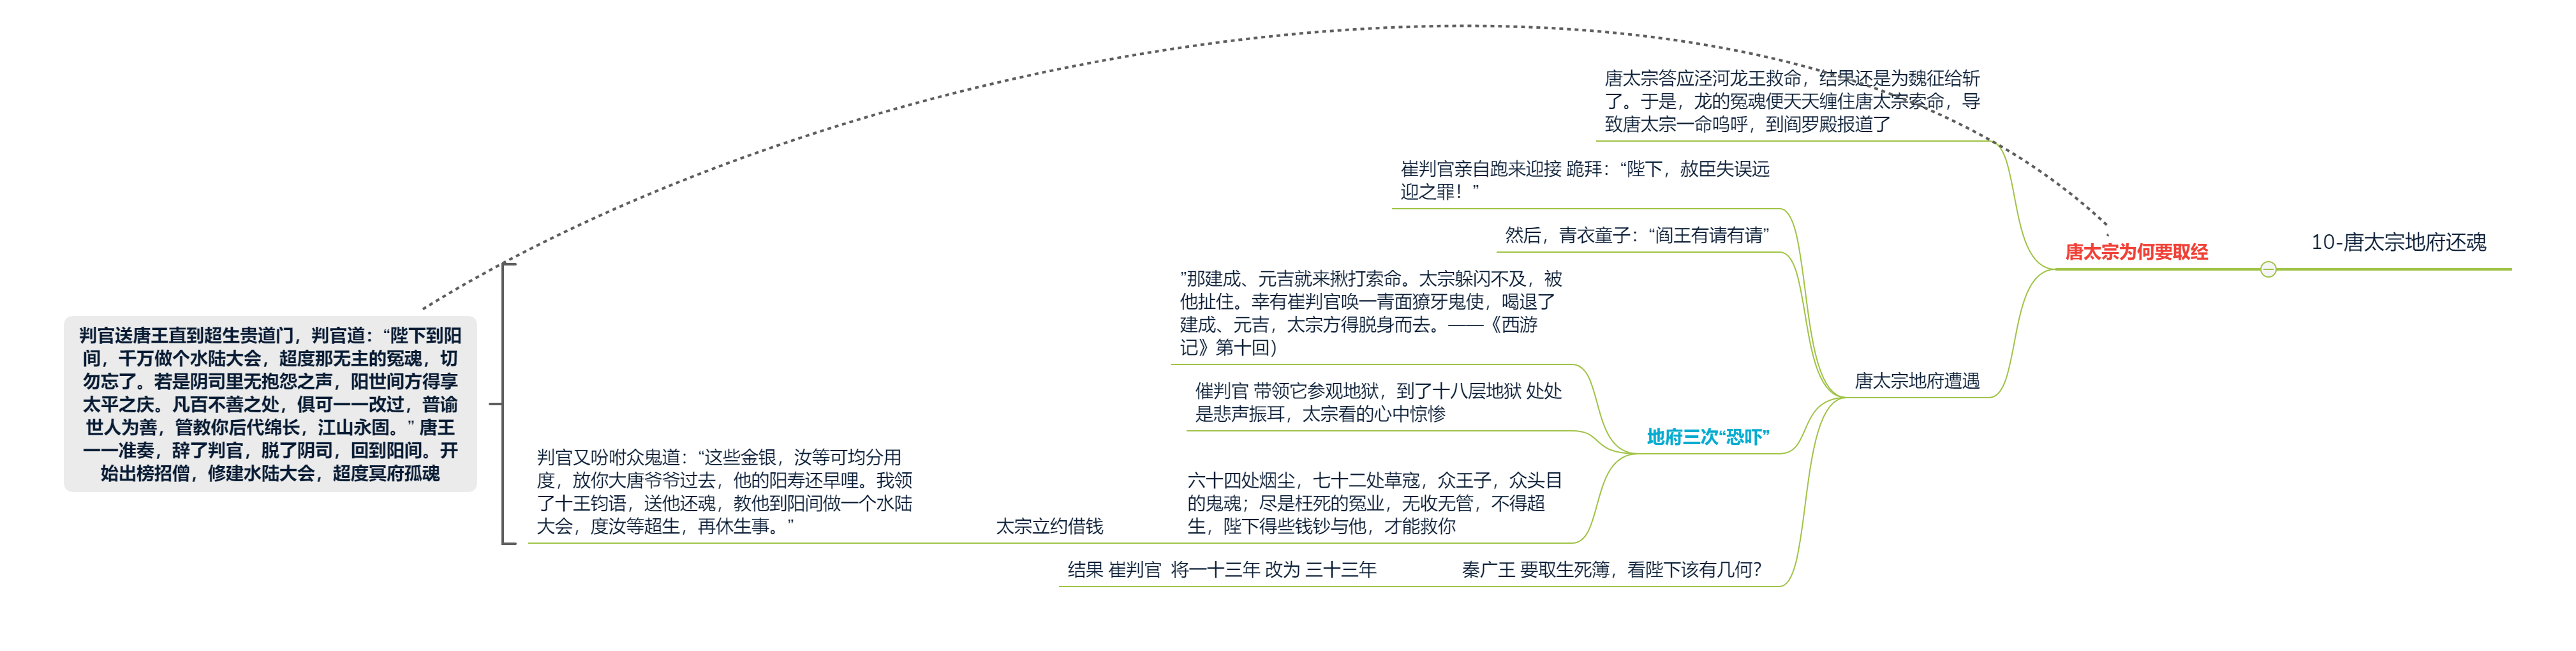 10-唐太宗地府还魂
唐太宗为何要取经
唐太宗答应泾河龙王救命，结果还是为魏征给斩
了。于是，龙的冤魂便天天缠住唐太宗索命，导
致唐太宗一命呜呼，到阎罗殿报道了
唐太宗地府遭遇
崔判官亲自跑来迎接 跪拜：“陛下，赦臣失误远
迎之罪！”
然后，青衣童子：“阎王有请有请”
地府三次“恐吓”
”那建成、元吉就来揪打索命。太宗躲闪不及，被
他扯住。幸有崔判官唤一青面獠牙鬼使，喝退了
建成、元吉，太宗方得脱身而去。——《西游
记》第十回）
催判官 带领它参观地狱，到了十八层地狱 处处
是悲声振耳，太宗看的心中惊惨
六十四处烟尘，七十二处草寇，众王子，众头目
的鬼魂；尽是枉死的冤业，无收无管，不得超
生，陛下得些钱钞与他，才能救你
太宗立约借钱
判官又吩咐众鬼道：“这些金银，汝等可均分用
度，放你大唐爷爷过去，他的阳寿还早哩。我领
了十王钧语，送他还魂，教他到阳间做一个水陆
大会，度汝等超生，再休生事。”
秦广王 要取生死簿，看陛下该有几何？
结果 崔判官 将一十三年 改为 三十三年
判官送唐王直到超生贵道门，判官道：“陛下到阳
间，千万做个水陆大会，超度那无主的冤魂，切
勿忘了。若是阴司里无抱怨之声，阳世间方得享
太平之庆。凡百不善之处，俱可一一改过，普谕
世人为善，管教你后代绵长，江山永固。” 唐王
一一准奏，辞了判官，脱了阴司，回到阳间。开
始出榜招僧，修建水陆大会，超度冥府孤魂